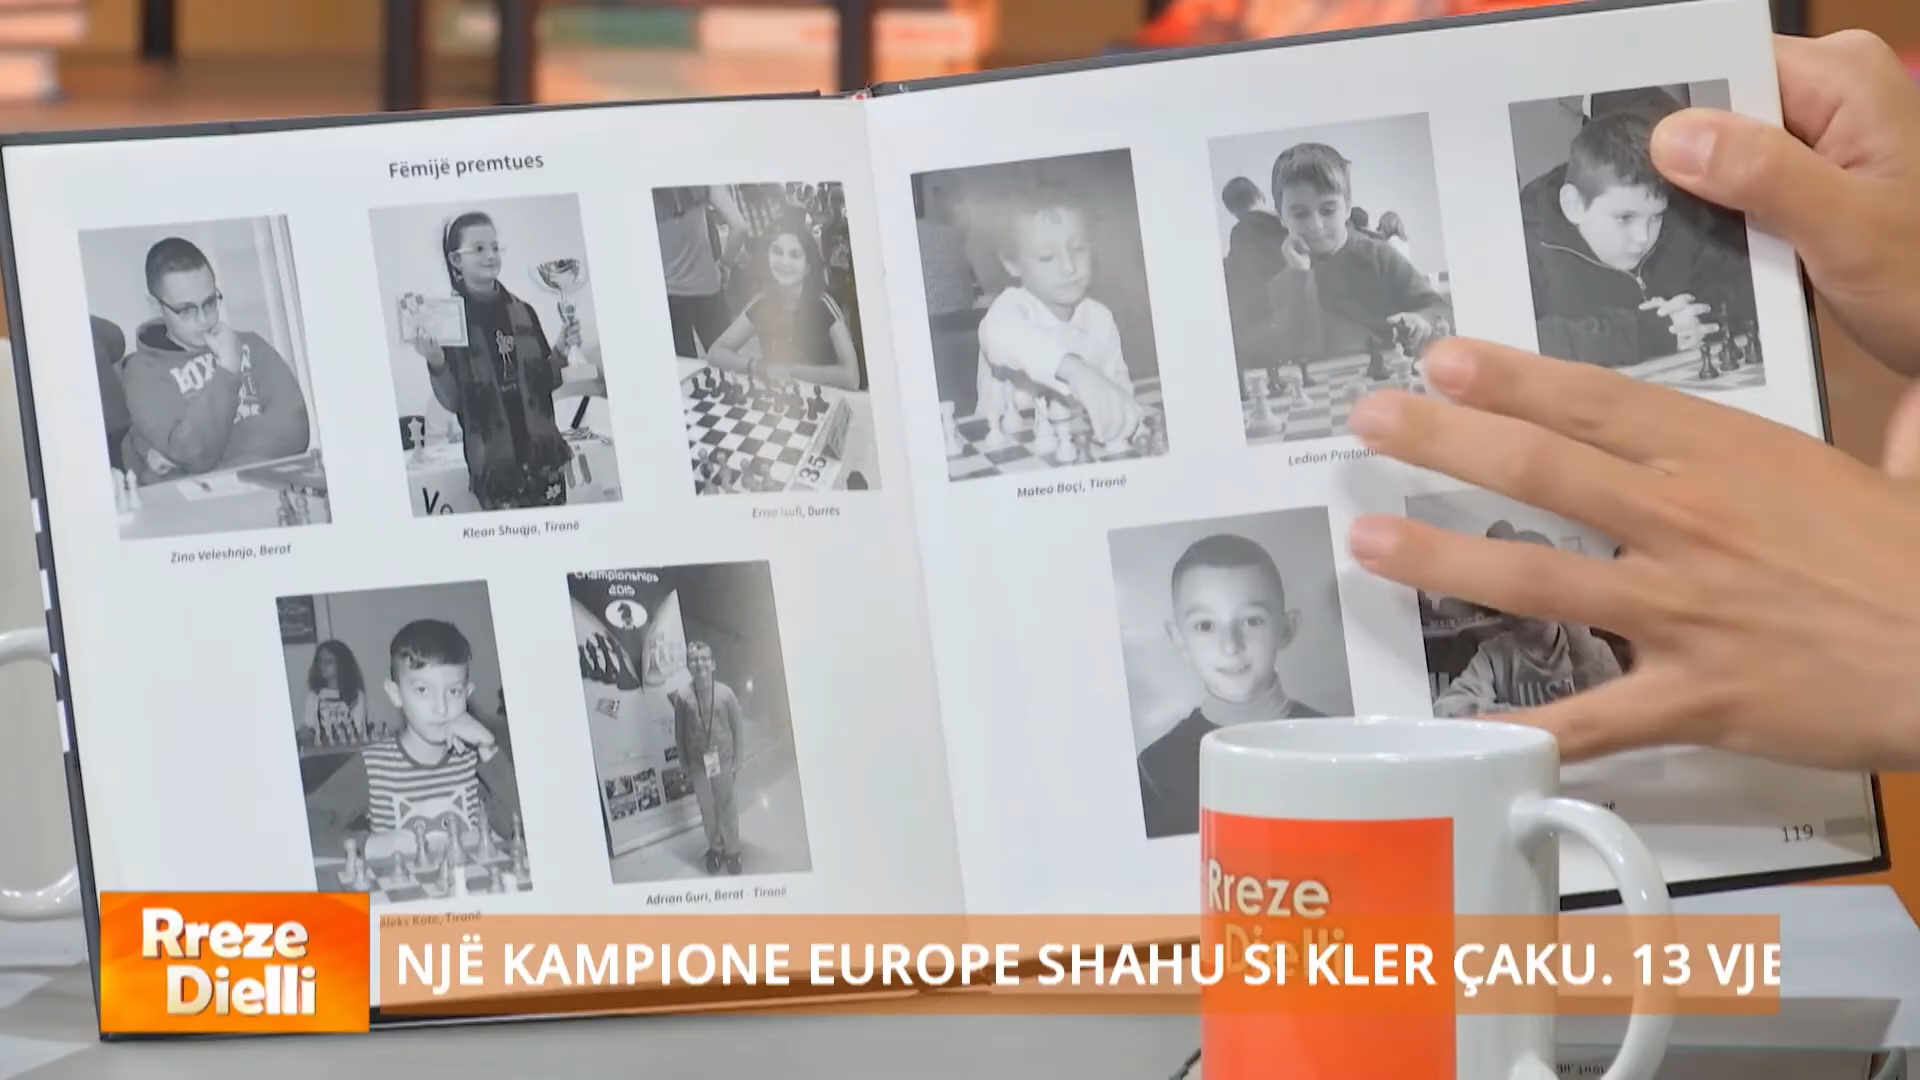 Fëmijë premtues
Zino Veleshnja, Berat
Klean Shuqja, Tiranë
Erisa Isufi, Durrës
Mateo Boçi, Tiranë
Ledion
championships
2015
35
Adrian Guri, Berat - Tiranë
Aleks Kote, Tiranë
119
Rreze
Dielli
Rreze
Dielli
NJË KAMPIONE EUROPE SHAHU SI KLER ÇAKU. 13 VJE